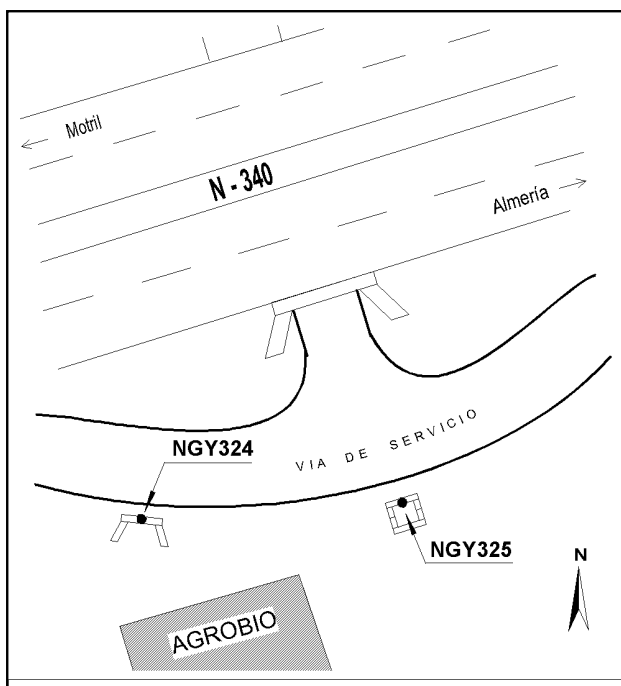 Motril
N - 340
Almería
NGY324
VIA DE SERVICIO
NGY325
N
AGROBIO